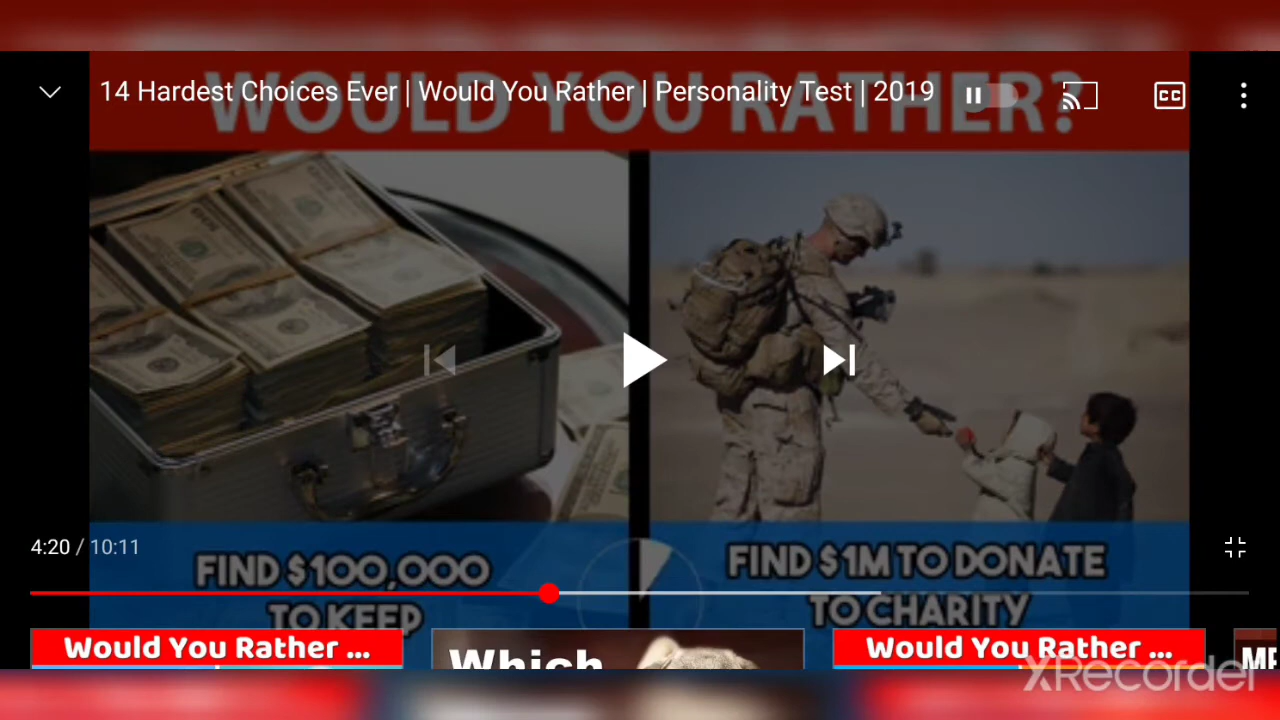 WOULD YOU RATHER?
14 Hardest Choices Ever | Would You Rather | Personality Test | 2019
CC
4:20 / 10:11
FIND $100,000
TO KEEP
FIND $1M TO DONATE
TO CHARITY
Would You Rather ...
Which
Would You Rather ...
XRecorder